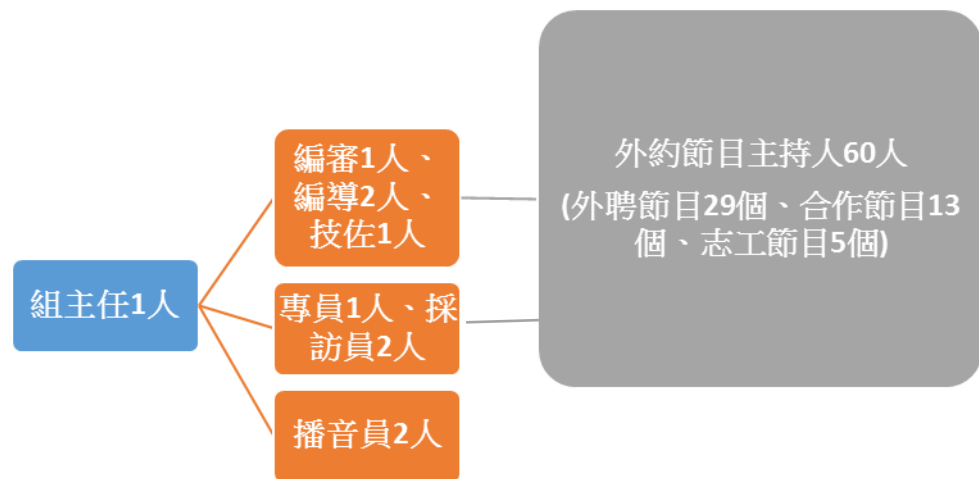 組主任1人
編審1人、
編導2人、
技佐1人
專員1人、採
訪員2人
播音員2人
外約節目主持人60人
(外聘節目29個、合作節目13
個、志工節目5個)